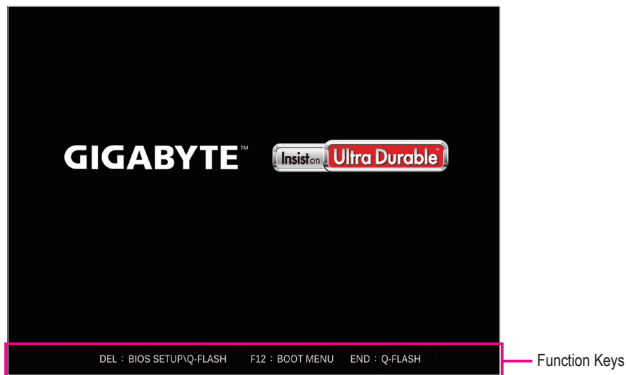 GIGABYTE™ Insist on Ultra Durable™
DEL : BIOS SETUP\Q-FLASH F12 : BOOT MENU END : Q-FLASH
Function Keys